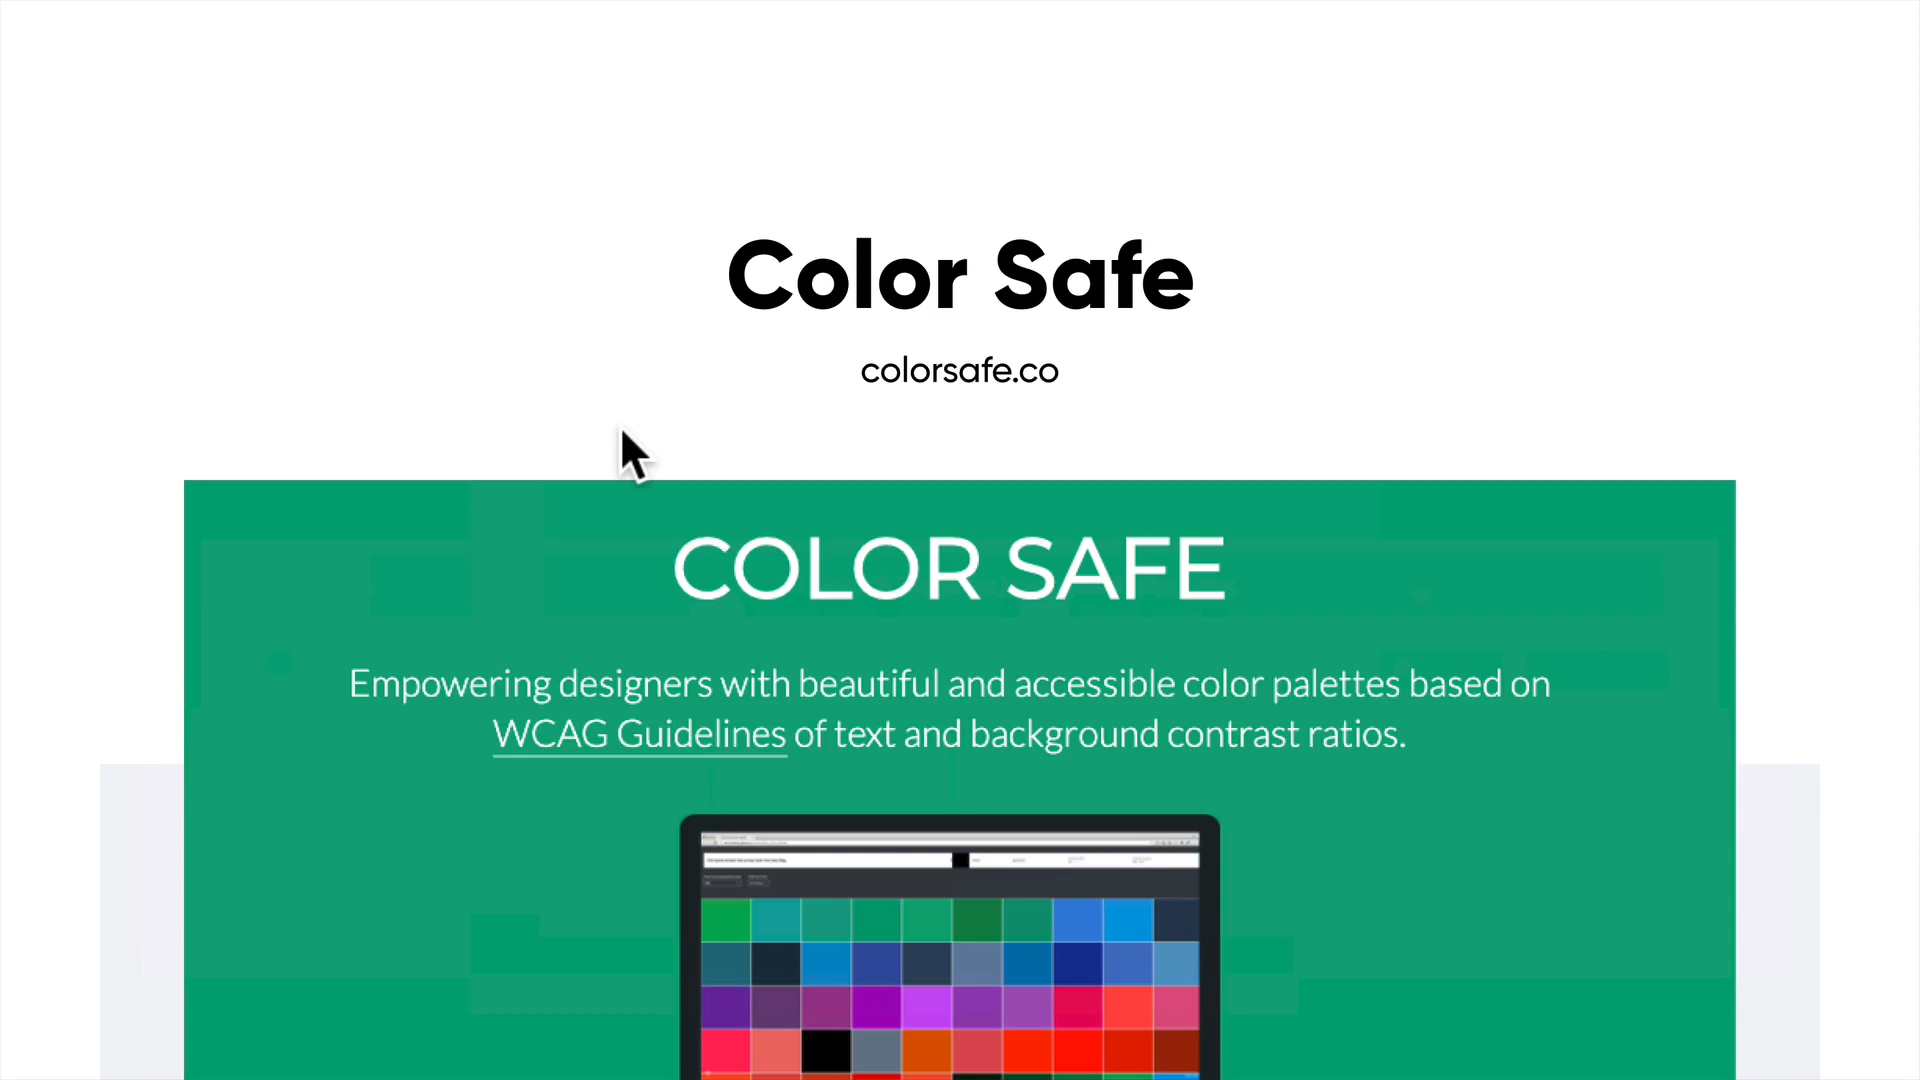 Color Safe
colorsafe.co
COLOR SAFE
Empowering designers with beautiful and accessible color palettes based on
WCAG Guidelines of text and background contrast ratios.